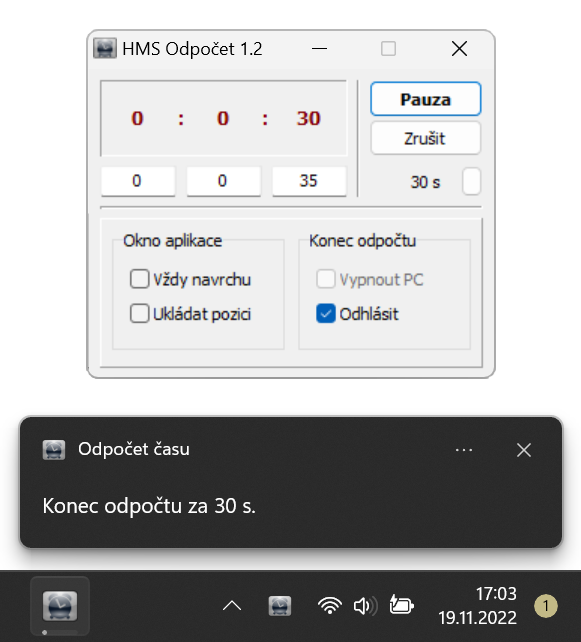 HMS Odpočet 1.2
0 : 0 : 30
Pauza
Zrušit
0 0 35
30 s
Okno aplikace
Vždy navrchu
Ukládat pozici
Konec odpočtu
Vypnout PC
Odhlásit
Odpočet času
Konec odpočtu za 30 s.
17:03
19.11.2022
1